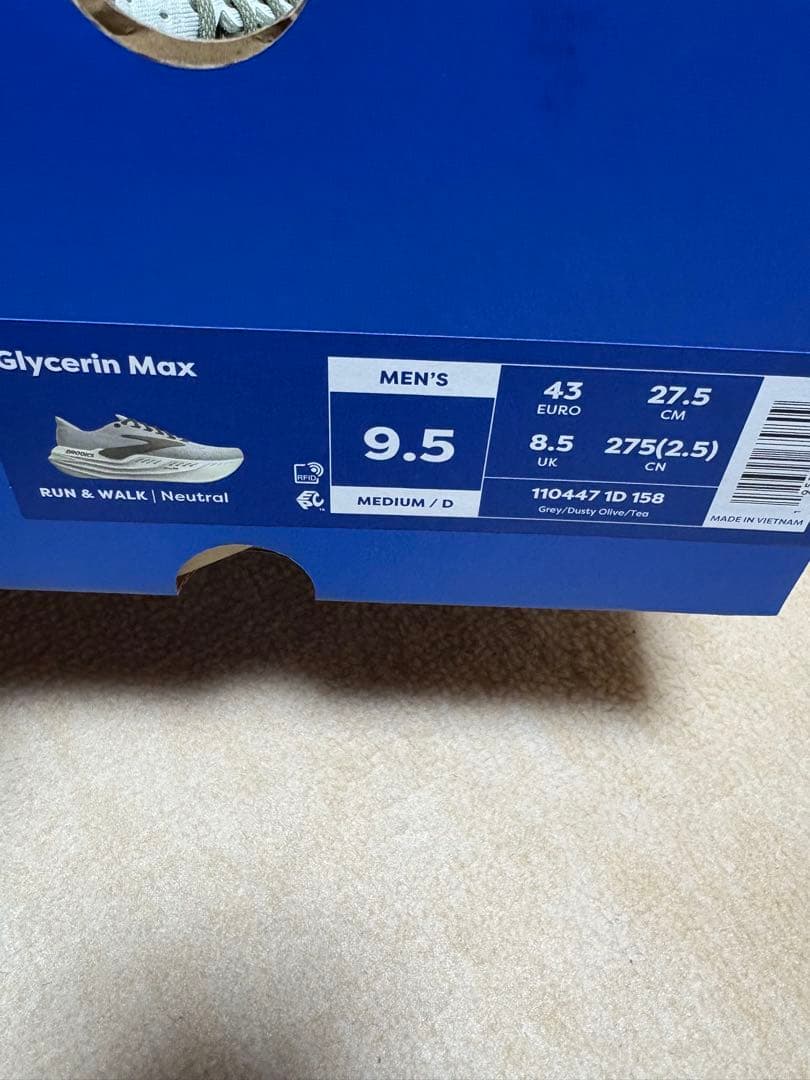 Glycerin Max
BROOKS
RUN & WALK | Neutral
RFID
MEN'S
9.5
MEDIUM / D
43
EURO
27.5
CM
8.5
UK
275(2.5)
CN
110447 1D 158
Grey/Dusty Olive/Tea
MADE IN VIETNAM